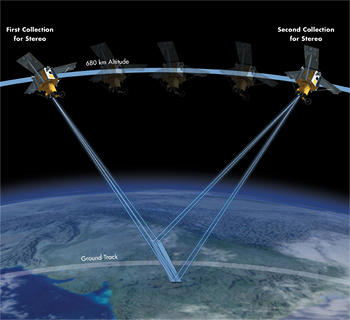 First Collection
for Stereo
Second Collection
for Stereo
680 km Altitude
Ground Track